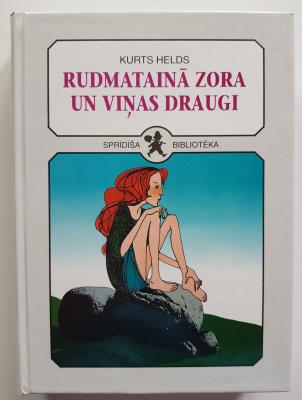 KURTS HELDS
RUDMATAINĀ ZORA
UN VIŅAS DRAUGI
SPRĪDĪŠA BIBLIOTĒKA